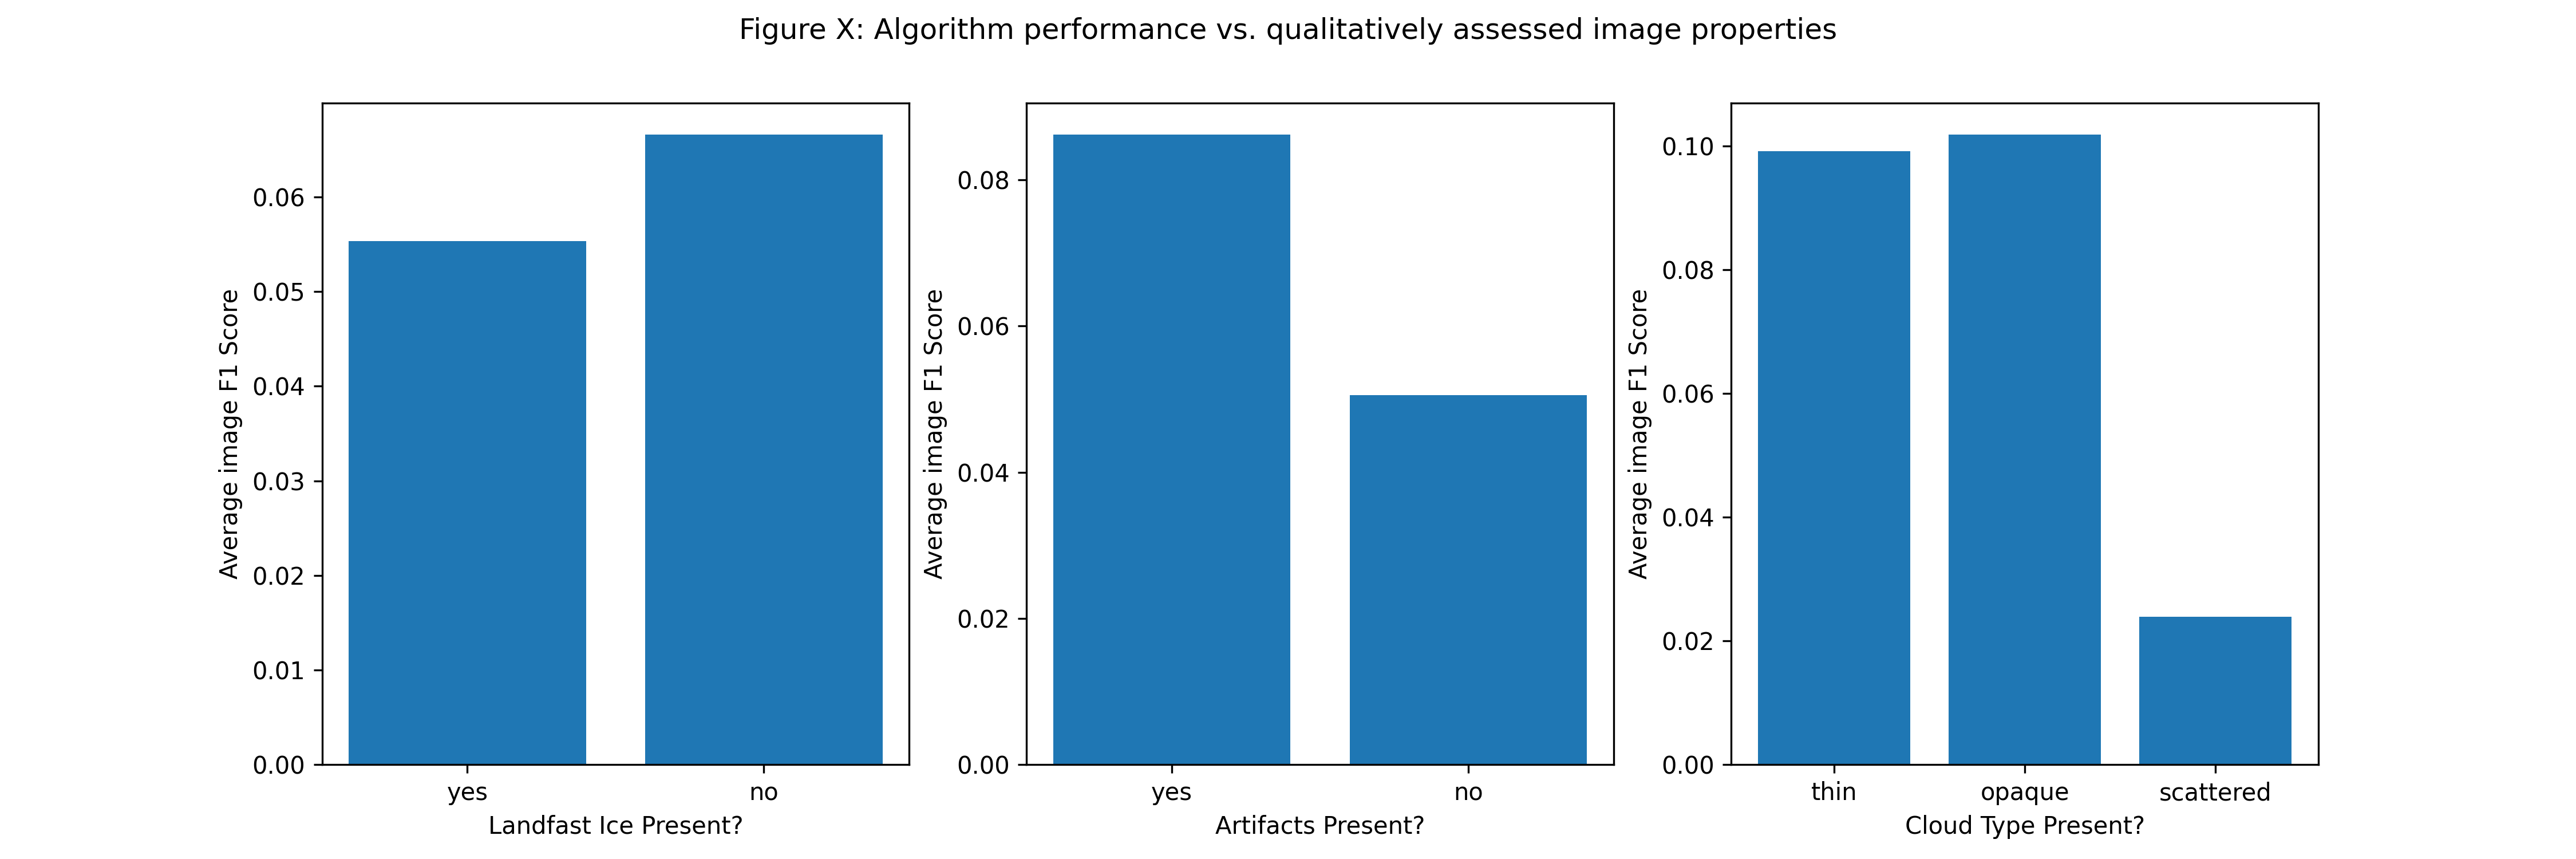 Figure X: Algorithm performance vs. qualitatively assessed image properties
Average image F1 Score
0.06
0.05
0.04
0.03
0.02
0.01
0.00
yes
no
Landfast Ice Present?
Average image F1 Score
0.08
0.06
0.04
0.02
0.00
yes
no
Artifacts Present?
Average image F1 Score
0.10
0.08
0.06
0.04
0.02
0.00
thin
opaque
scattered
Cloud Type Present?